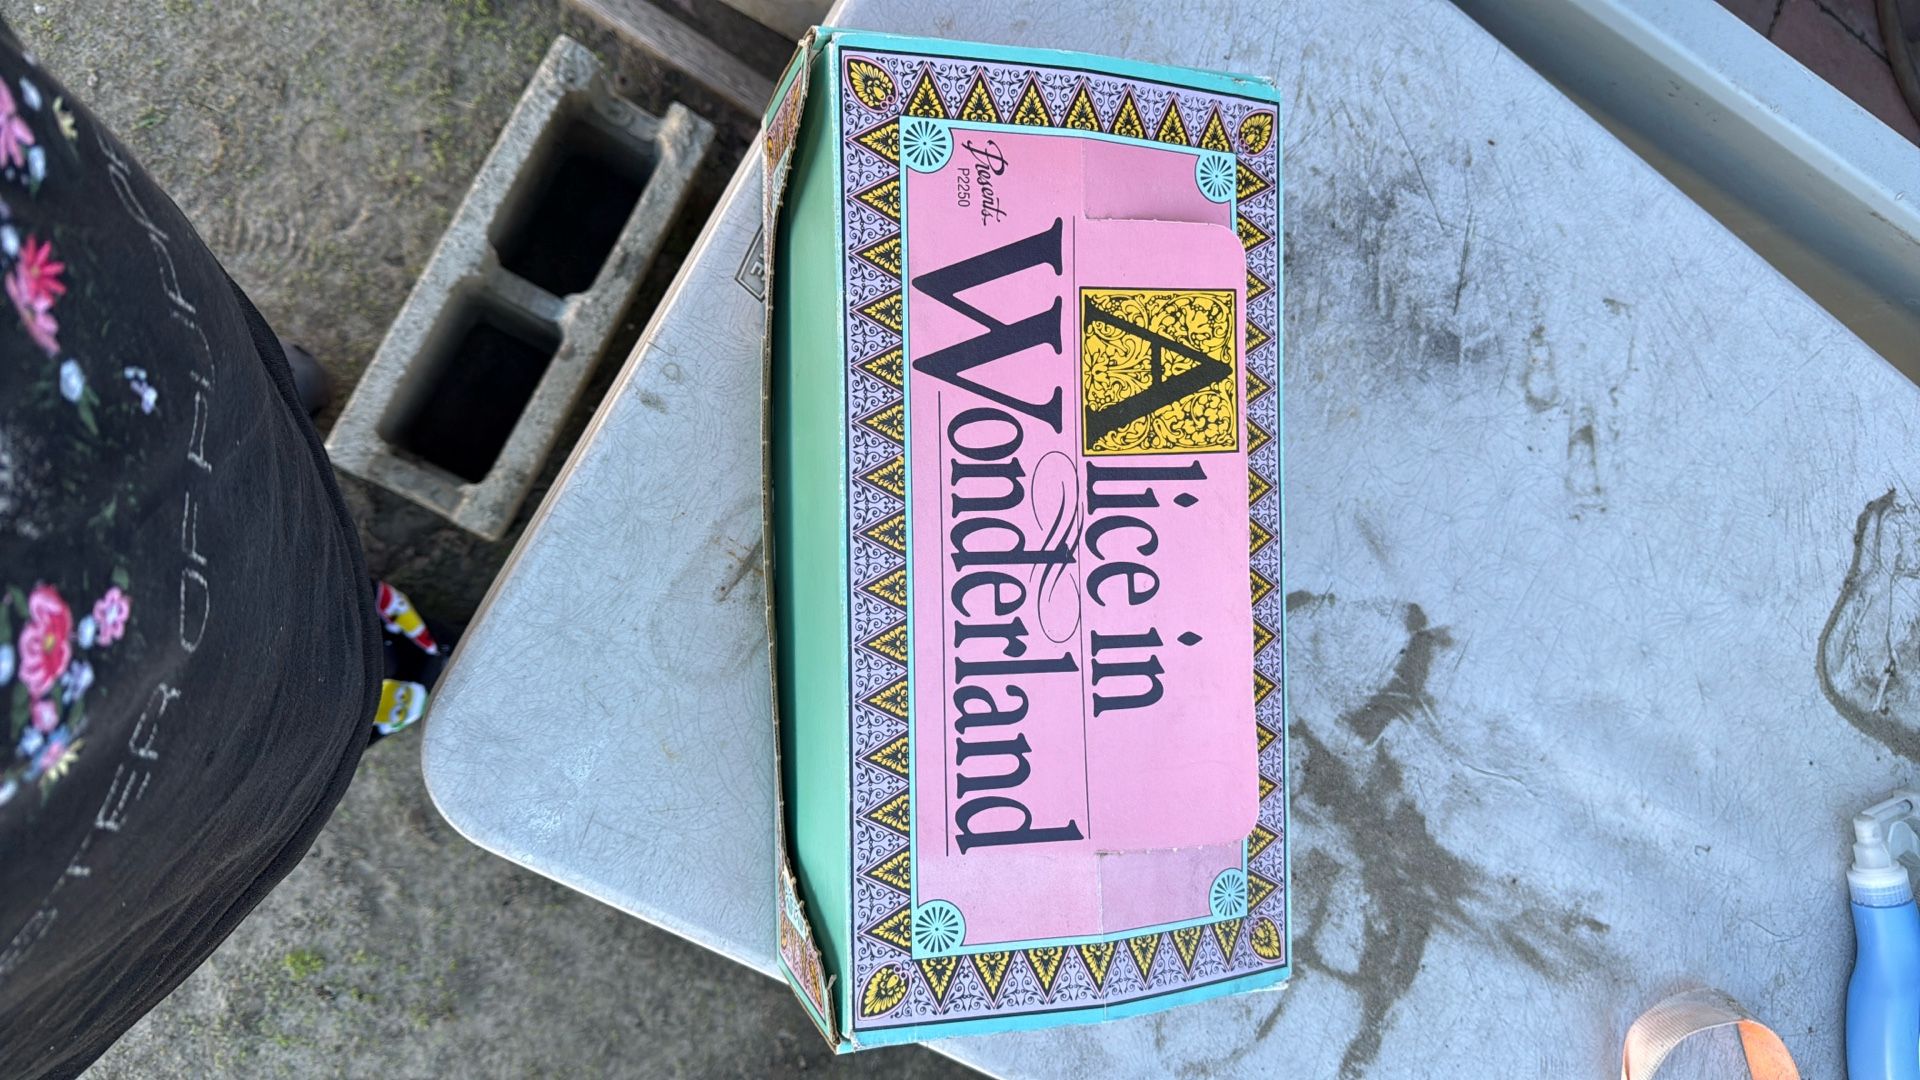 Presents
P2250
Alice in
Wonderland